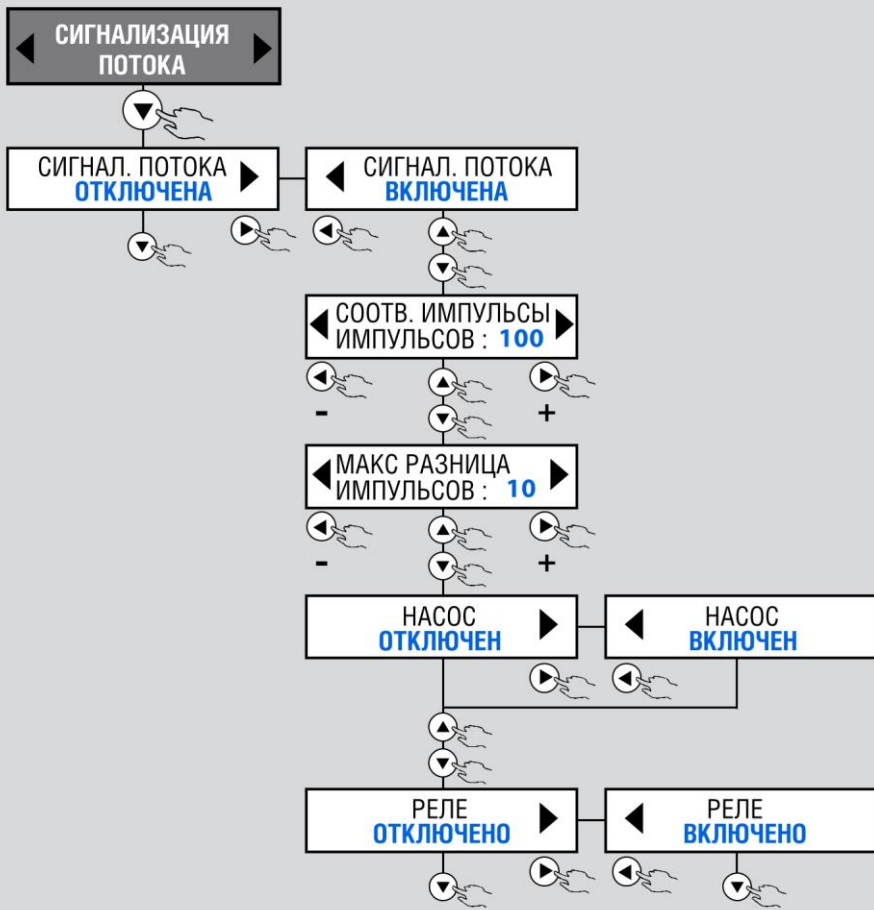 СИГНАЛИЗАЦИЯ
ПОТОКА
СИГНАЛ. ПОТОКА
ОТКЛЮЧЕНА
СИГНАЛ. ПОТОКА
ВКЛЮЧЕНА
СООТВ. ИМПУЛЬСЫ
ИМПУЛЬСОВ : 100
- +
МАКС РАЗНИЦА
ИМПУЛЬСОВ : 10
- +
НАСОС
ОТКЛЮЧЕН
НАСОС
ВКЛЮЧЕН
РЕЛЕ
ОТКЛЮЧЕНО
РЕЛЕ
ВКЛЮЧЕНО